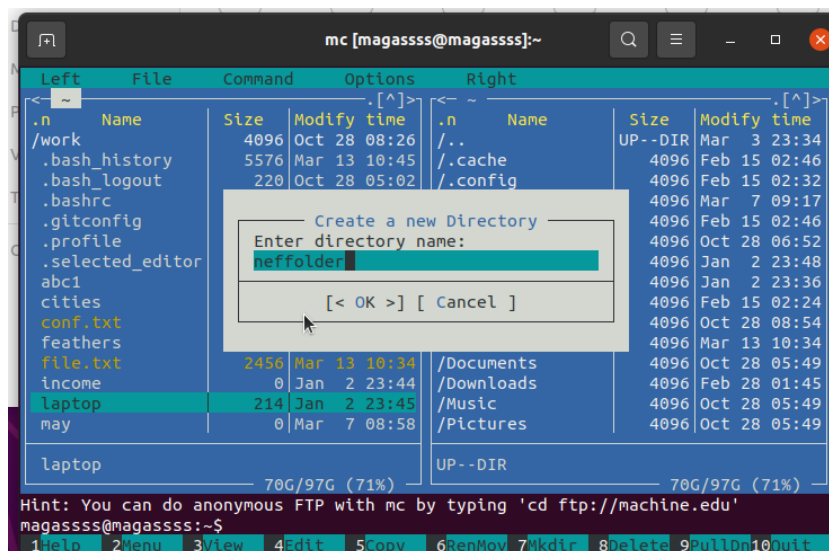 mc [magassss@magassss]:~
Left File Command Options Right
<— ~ .[^]> <— ~ .[^]>
.n Name Size Modify time .n Name Size Modify time
/work 4096 Oct 28 08:26 /.. UP--DIR Mar 3 23:34
.bash_history 5576 Mar 13 10:45 /.cache 4096 Feb 15 02:46
.bash_logout 220 Oct 28 05:02 /.config 4096 Feb 15 02:32
.bashrc 4096 Mar 7 09:17
.gitconfig Create a new Directory 4096 Feb 15 02:46
.profile Enter directory name: 4096 Oct 28 06:52
.selected_editor neffolder 4096 Jan 2 23:48
abc1 4096 Jan 2 23:36
cities [< OK >] [ Cancel ] 4096 Feb 15 02:24
conf.txt 4096 Oct 28 08:54
feathers 4096 Mar 13 10:34
file.txt 2456 Mar 13 10:34 /Documents 4096 Oct 28 05:49
income 0 Jan 2 23:44 /Downloads 4096 Feb 28 01:45
laptop 214 Jan 2 23:45 /Music 4096 Oct 28 05:49
may 0 Mar 7 08:58 /Pictures 4096 Oct 28 05:49
laptop UP--DIR
70G/97G (71%) 70G/97G (71%)
Hint: You can do anonymous FTP with mc by typing 'cd ftp://machine.edu'
magassss@magassss:~$
1Help 2Menu 3View 4Edit 5Copy 6RenMov 7Mkdir 8Delete 9PullDn 10Quit